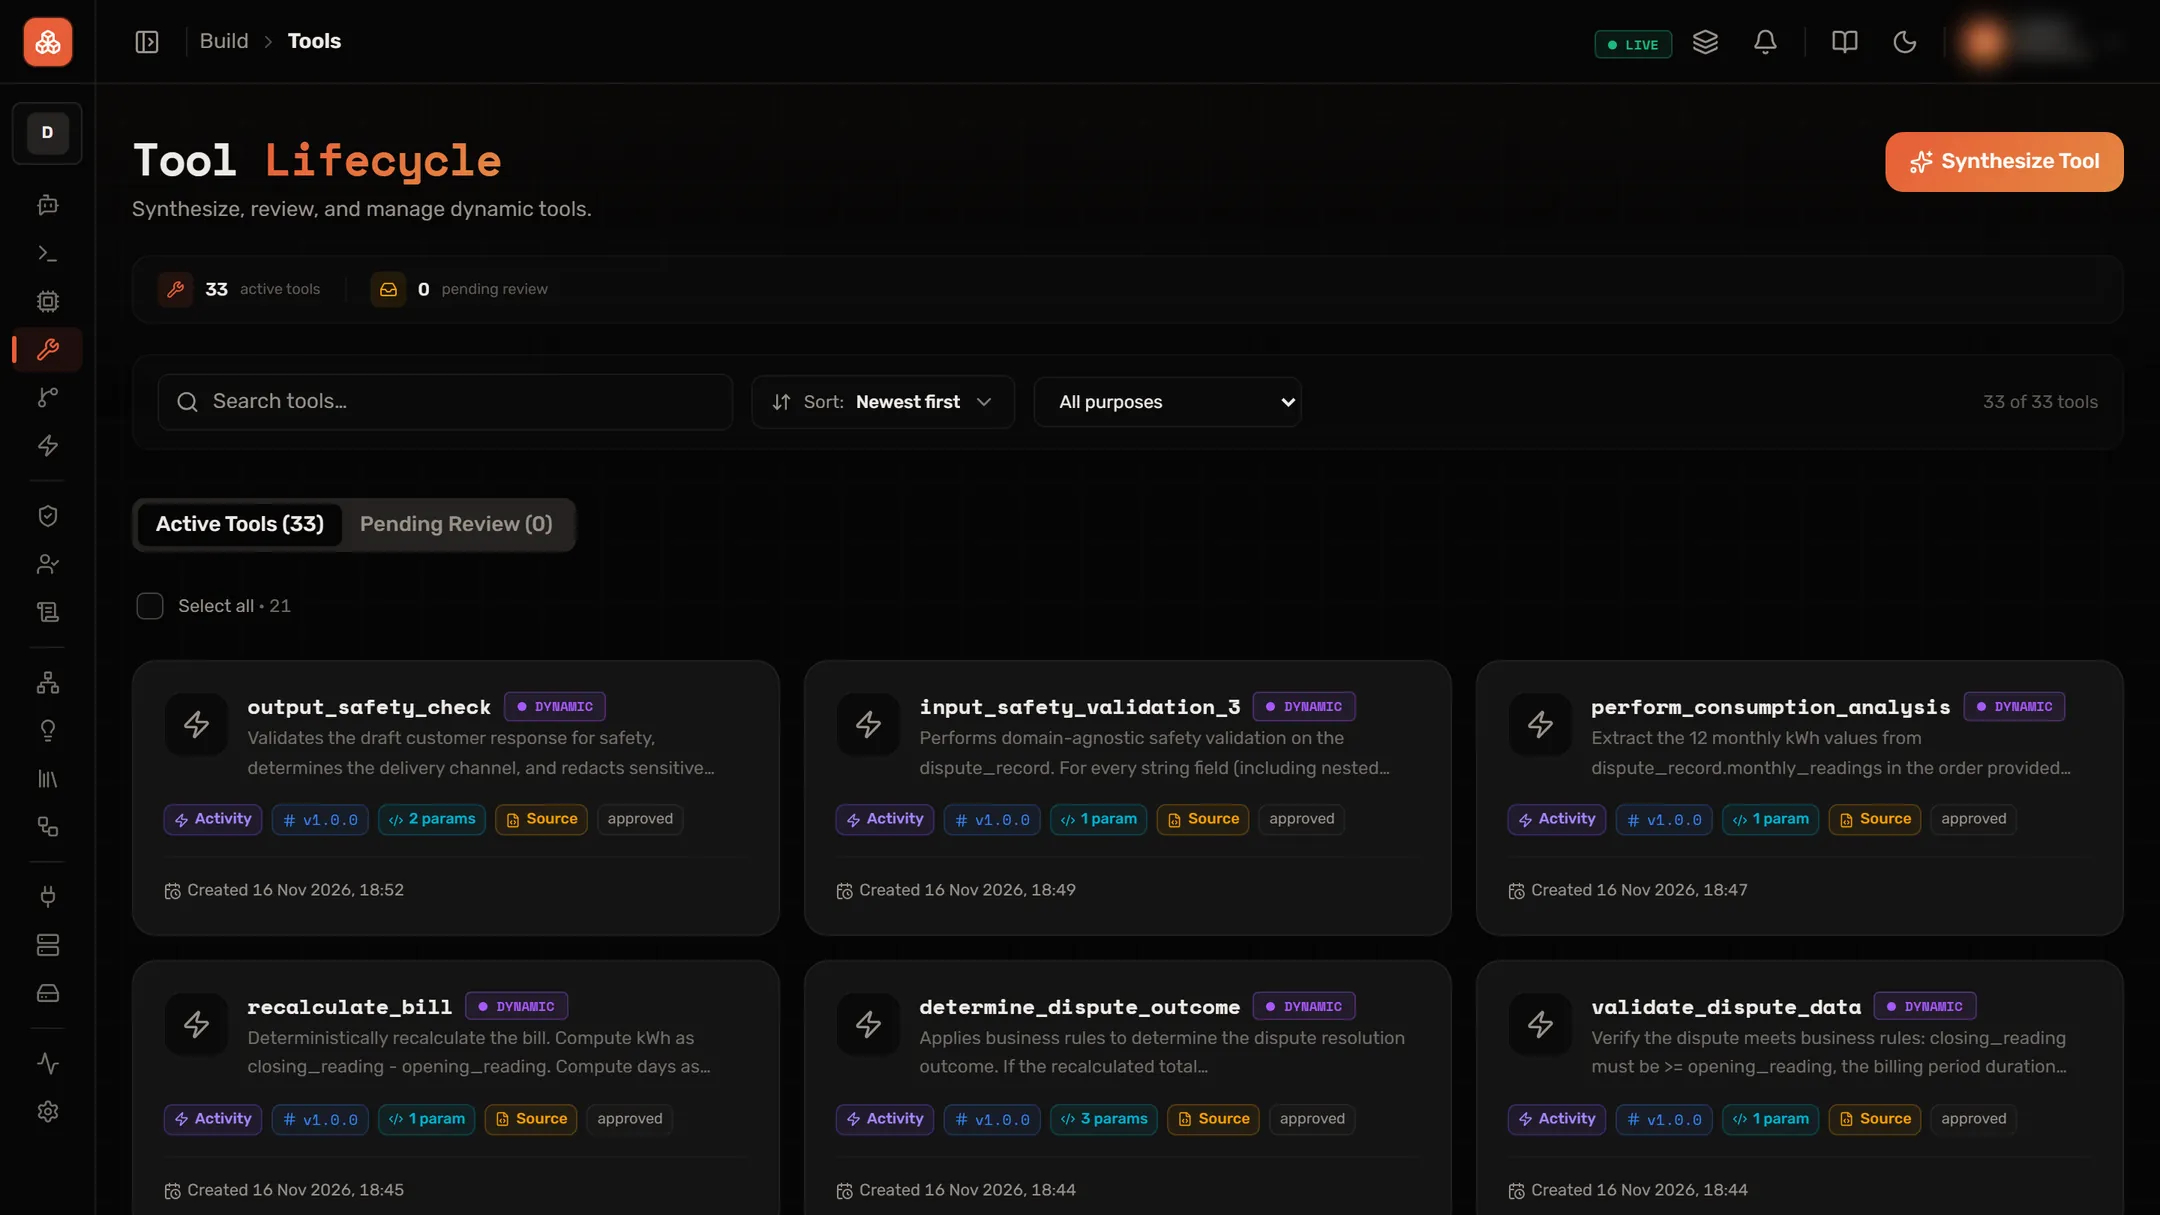 Build > Tools
LIVE
D
Tool Lifecycle
Synthesize, review, and manage dynamic tools.
Synthesize Tool
33 active tools
0 pending review
Search tools...
Sort: Newest first
All purposes
33 of 33 tools
Active Tools (33)
Pending Review (0)
Select all • 21
output_safety_check
DYNAMIC
Validates the draft customer response for safety,
determines the delivery channel, and redacts sensitive...
Activity
# v1.0.0
</> 2 params
Source
approved
Created 16 Nov 2026, 18:52
input_safety_validation_3
DYNAMIC
Performs domain-agnostic safety validation on the
dispute_record. For every string field (including nested...
Activity
# v1.0.0
</> 1 param
Source
approved
Created 16 Nov 2026, 18:49
perform_consumption_analysis
DYNAMIC
Extract the 12 monthly kWh values from
dispute_record.monthly_readings in the order provided...
Activity
# v1.0.0
</> 1 param
Source
approved
Created 16 Nov 2026, 18:47
recalculate_bill
DYNAMIC
Deterministically recalculate the bill. Compute kWh as
closing_reading - opening_reading. Compute days as...
Activity
# v1.0.0
</> 1 param
Source
approved
Created 16 Nov 2026, 18:45
determine_dispute_outcome
DYNAMIC
Applies business rules to determine the dispute resolution
outcome. If the recalculated total...
Activity
# v1.0.0
</> 3 params
Source
approved
Created 16 Nov 2026, 18:44
validate_dispute_data
DYNAMIC
Verify the dispute meets business rules: closing_reading
must be >= opening_reading, the billing period duration...
Activity
# v1.0.0
</> 1 param
Source
approved
Created 16 Nov 2026, 18:44